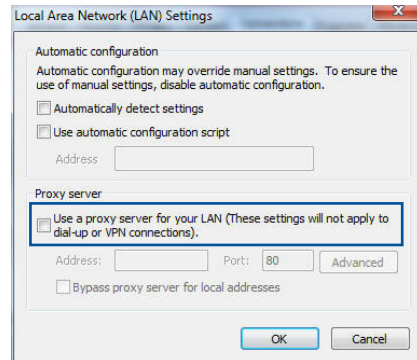 Local Area Network (LAN) Settings
Automatic configuration
Automatic configuration may override manual settings. To ensure the
use of manual settings, disable automatic configuration.
Automatically detect settings
Use automatic configuration script
Address
Proxy server
Use a proxy server for your LAN (These settings will not apply to
dial-up or VPN connections).
Address: Port: 80 Advanced
Bypass proxy server for local addresses
OK Cancel